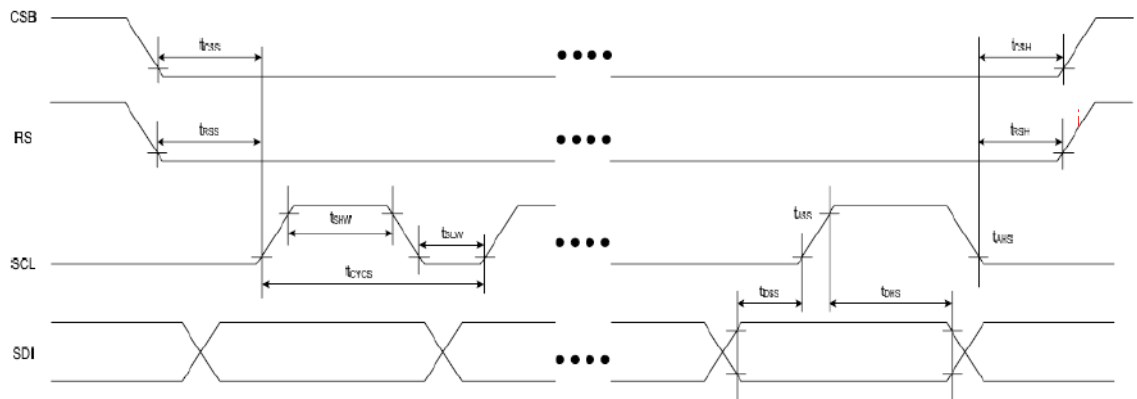 CSB
tCSS
tCSH
RS
tRSS
tRSH
tSHW
tSLW
tASS
tAHS
SCL
tCYCS
tDSS
tDHS
SDI